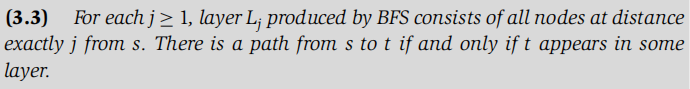 (3.3) For each j ≥ 1, layer Lj produced by BFS consists of all nodes at distance
exactly j from s. There is a path from s to t if and only if t appears in some
layer.